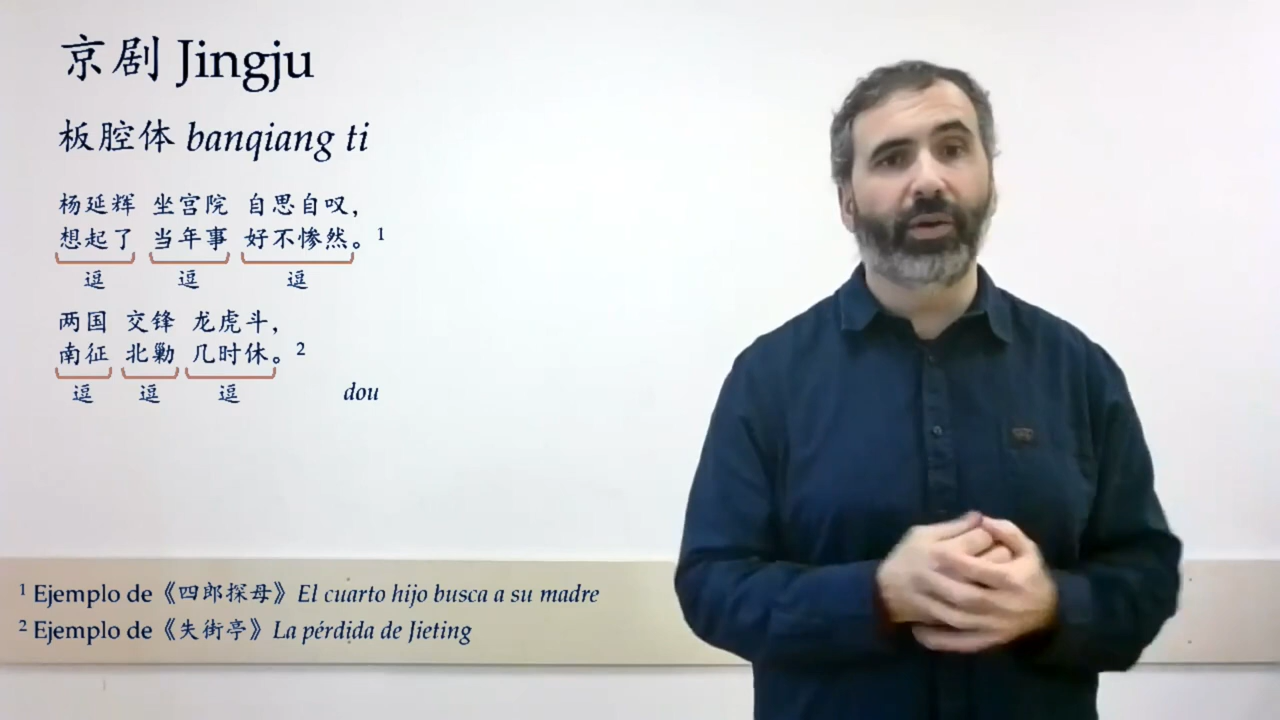 京剧 Jingju
板腔体 banqiang ti
杨延辉 坐宫院 自思自叹，
想起了 当年事 好不惨然。1
逗 逗 逗
两国 交锋 龙虎斗，
南征 北勦 几时休。2
逗 逗 逗 dou
1 Ejemplo de《四郎探母》El cuarto hijo busca a su madre
2 Ejemplo de《失街亭》La pérdida de Jieting